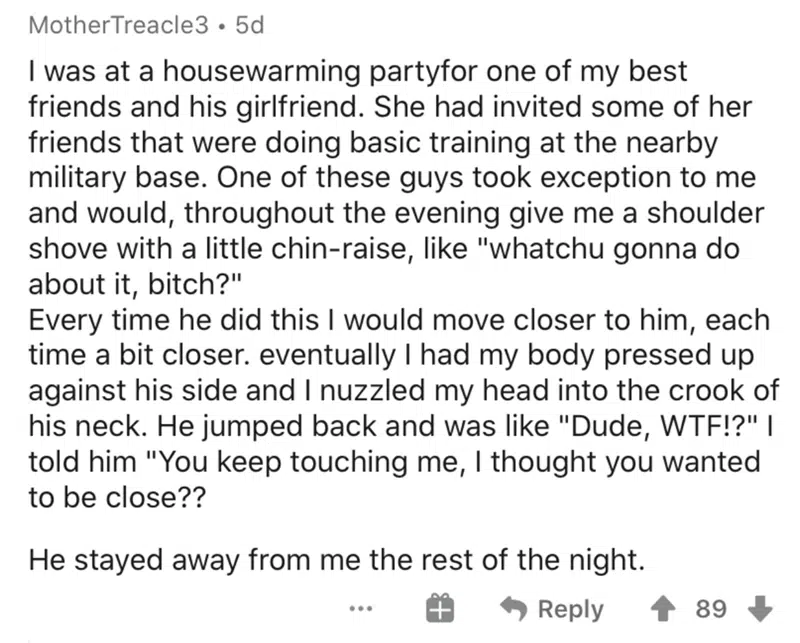 MotherTreacle3 • 5d
I was at a housewarming partyfor one of my best
friends and his girlfriend. She had invited some of her
friends that were doing basic training at the nearby
military base. One of these guys took exception to me
and would, throughout the evening give me a shoulder
shove with a little chin-raise, like "whatchu gonna do
about it, bitch?"
Every time he did this I would move closer to him, each
time a bit closer. eventually I had my body pressed up
against his side and I nuzzled my head into the crook of
his neck. He jumped back and was like "Dude, WTF!?" I
told him "You keep touching me, I thought you wanted
to be close??
He stayed away from me the rest of the night.
... Reply 89